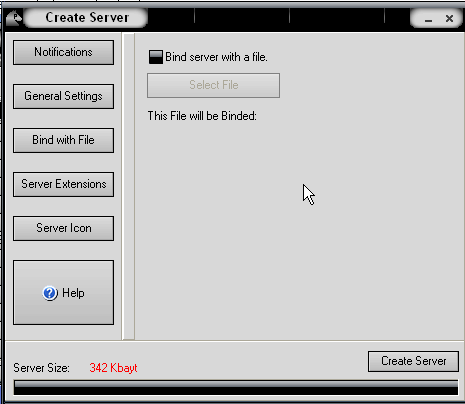 Create Server
Notifications
General Settings
Bind with File
Server Extensions
Server Icon
Help
Bind server with a file.
Select File
This File will be Binded:
Server Size: 342 Kbayt
Create Server